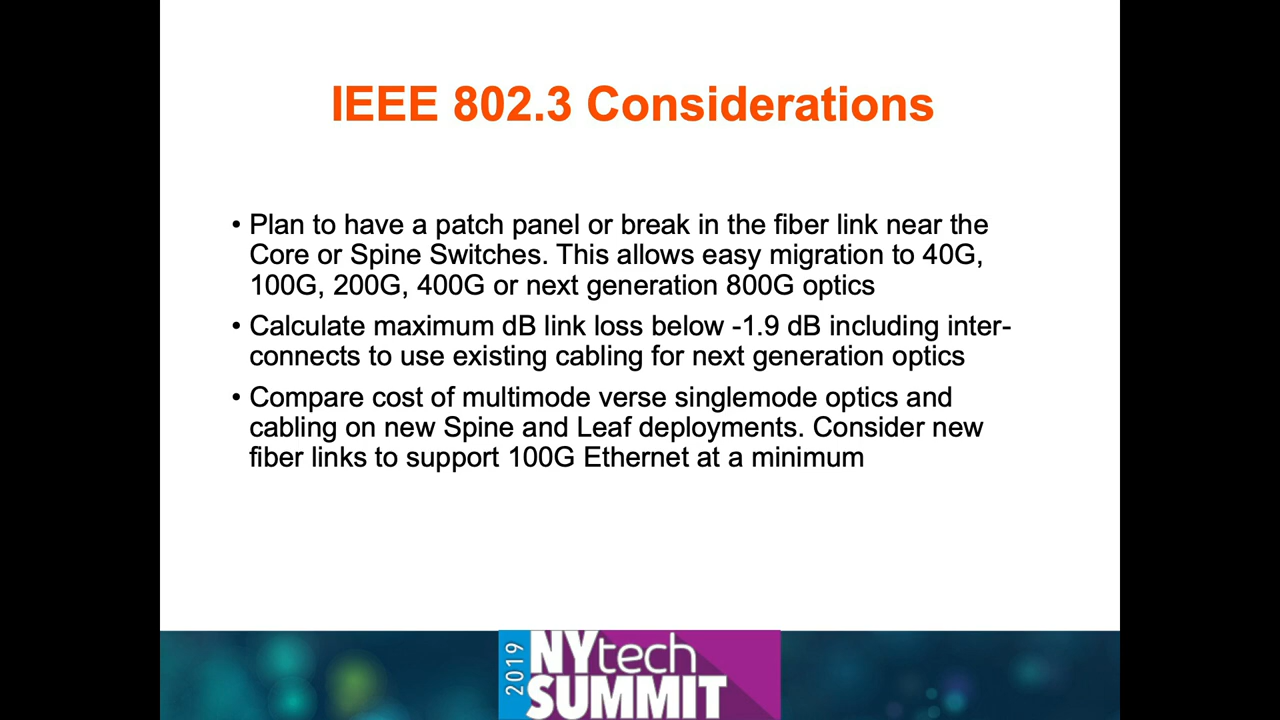 IEEE 802.3 Considerations
• Plan to have a patch panel or break in the fiber link near the
Core or Spine Switches. This allows easy migration to 40G,
100G, 200G, 400G or next generation 800G optics
• Calculate maximum dB link loss below -1.9 dB including inter-
connects to use existing cabling for next generation optics
• Compare cost of multimode verse singlemode optics and
cabling on new Spine and Leaf deployments. Consider new
fiber links to support 100G Ethernet at a minimum
2019
NYtech
SUMMIT